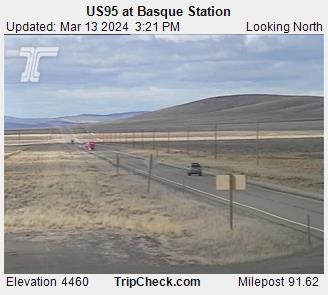 US95 at Basque Station
Updated: Mar 13 2024 3:21 PM Looking North
Elevation 4460 TripCheck.com Milepost 91.62